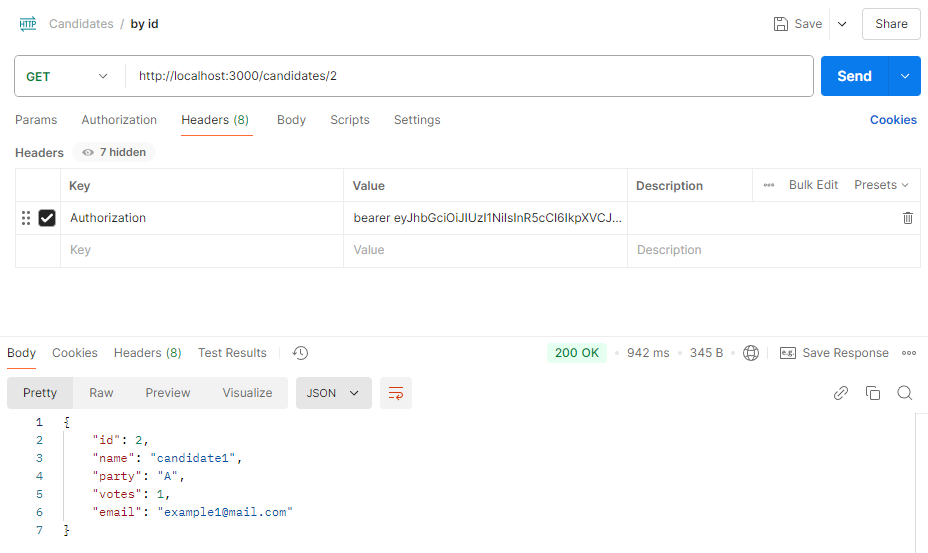 HTTP Candidates / by id Save Share
GET http://localhost:3000/candidates/2 Send
Params Authorization Headers (8) Body Scripts Settings Cookies
Headers 7 hidden
Key Value Description Bulk Edit Presets
Authorization bearer eyJhbGciOiJIUzI1NiIsInR5cCI6IkpXVCJ...
Key Value Description
Body Cookies Headers (8) Test Results 200 OK 942 ms 345 B e.g. Save Response
Pretty Raw Preview Visualize JSON
1 {
2 "id": 2,
3 "name": "candidate1",
4 "party": "A",
5 "votes": 1,
6 "email": "example1@mail.com"
7 }